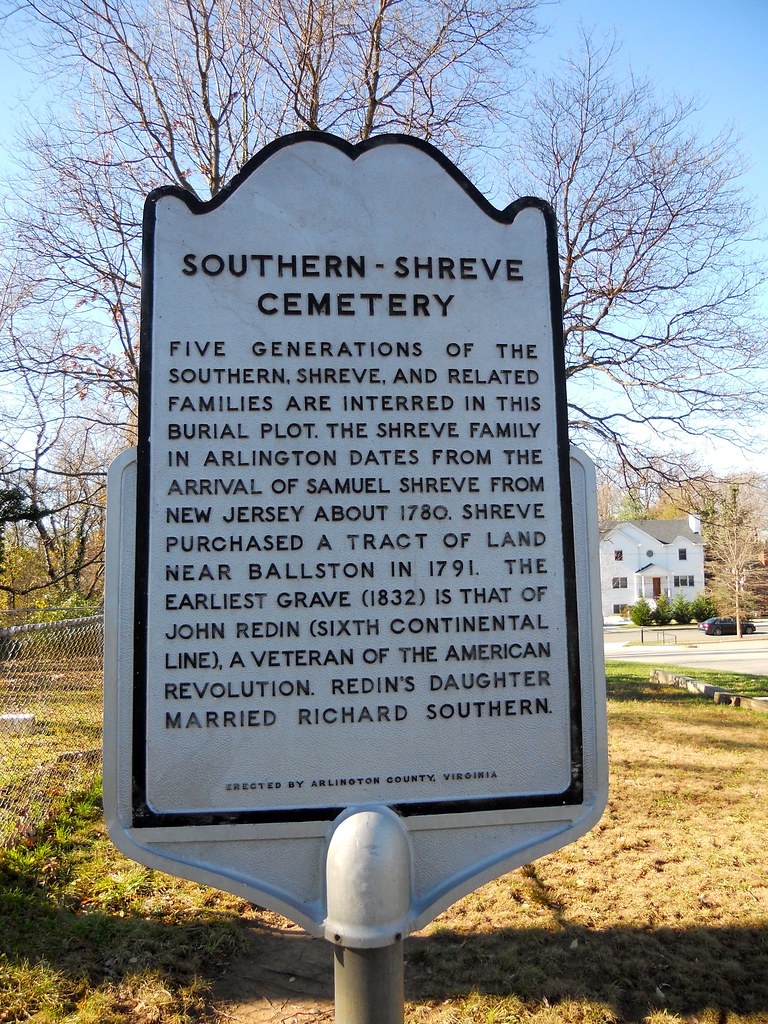 SOUTHERN - SHREVE
CEMETERY
FIVE GENERATIONS OF THE
SOUTHERN, SHREVE, AND RELATED
FAMILIES ARE INTERRED IN THIS
BURIAL PLOT. THE SHREVE FAMILY
IN ARLINGTON DATES FROM THE
ARRIVAL OF SAMUEL SHREVE FROM
NEW JERSEY ABOUT 1780. SHREVE
PURCHASED A TRACT OF LAND
NEAR BALLSTON IN 1791. THE
EARLIEST GRAVE (1832) IS THAT OF
JOHN REDIN (SIXTH CONTINENTAL
LINE), A VETERAN OF THE AMERICAN
REVOLUTION. REDIN'S DAUGHTER
MARRIED RICHARD SOUTHERN.
ERECTED BY ARLINGTON COUNTY, VIRGINIA